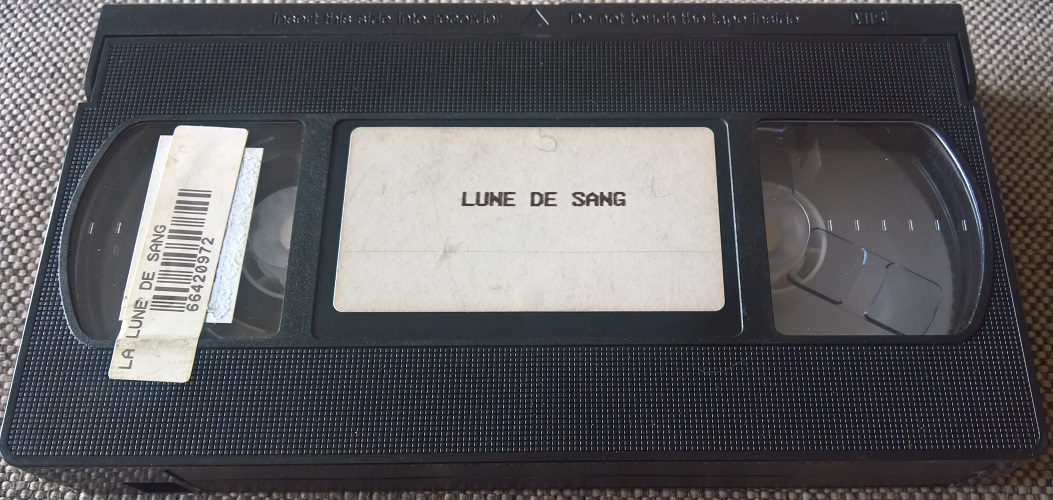 Insert this side into recorder Do not touch the tape inside VHS
LUNE DE SANG
LA LUNE DE SANG
66420972